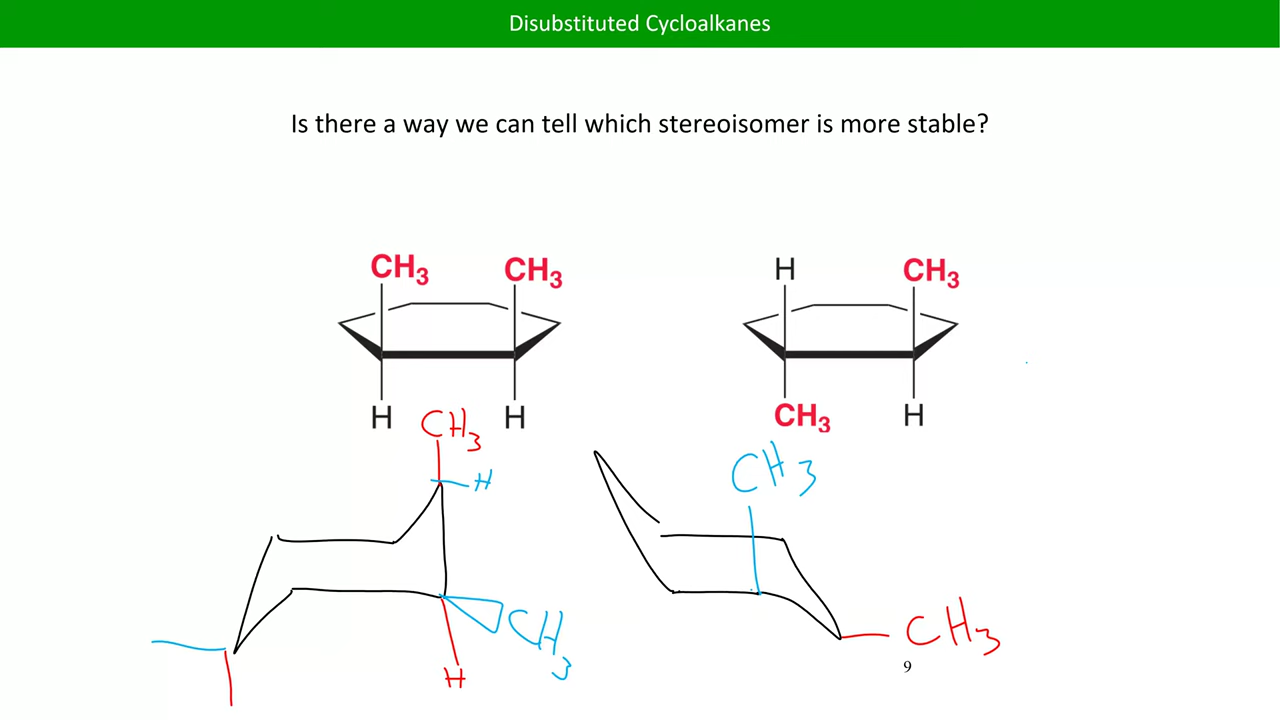 Disubstituted Cycloalkanes
Is there a way we can tell which stereoisomer is more stable?
CH3 CH3
H H
H CH3
CH3 H
CH3
H
CH3
H
CH3
CH3
9